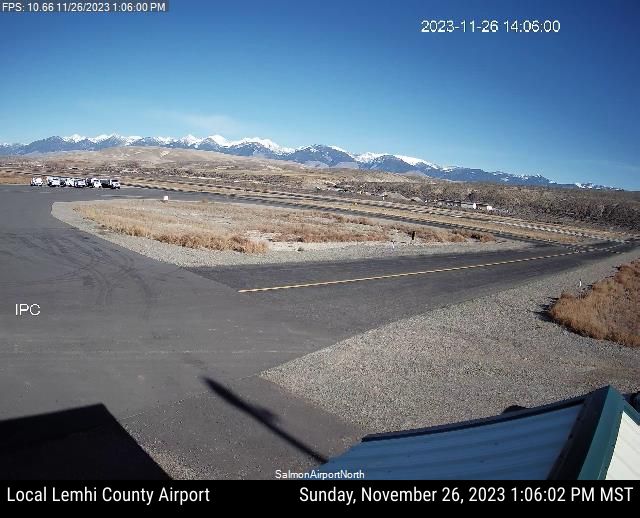 FPS: 10.66 11/26/2023 1:06:00 PM
2023-11-26 14:06:00
IPC
SalmonAirportNorth
Local Lemhi County Airport Sunday, November 26, 2023 1:06:02 PM MST